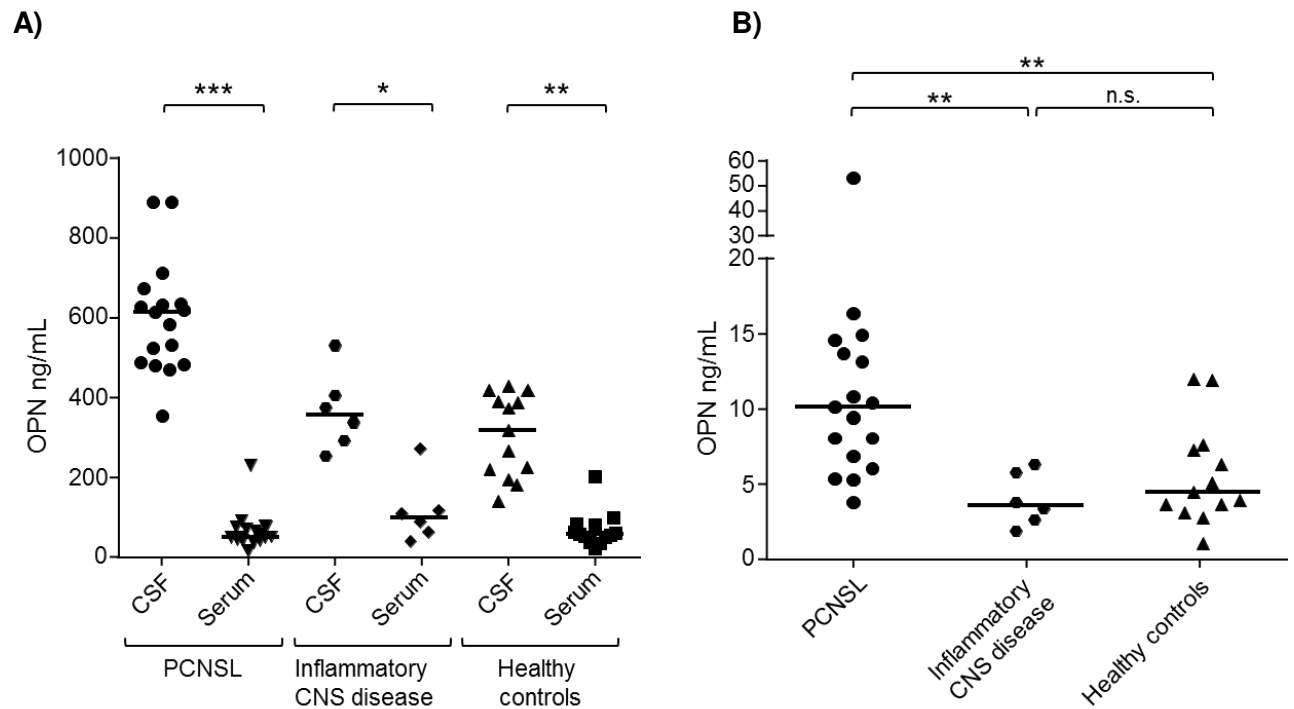 A)
***
*
**
1000
800
600
400
200
0
OPN ng/mL
CSF
Serum
CSF
Serum
CSF
Serum
PCNSL
Inflammatory
CNS disease
Healthy
controls
B)
**
**
n.s.
60
50
40
30
20
15
10
5
0
OPN ng/mL
PCNSL
Inflammatory
CNS disease
Healthy controls